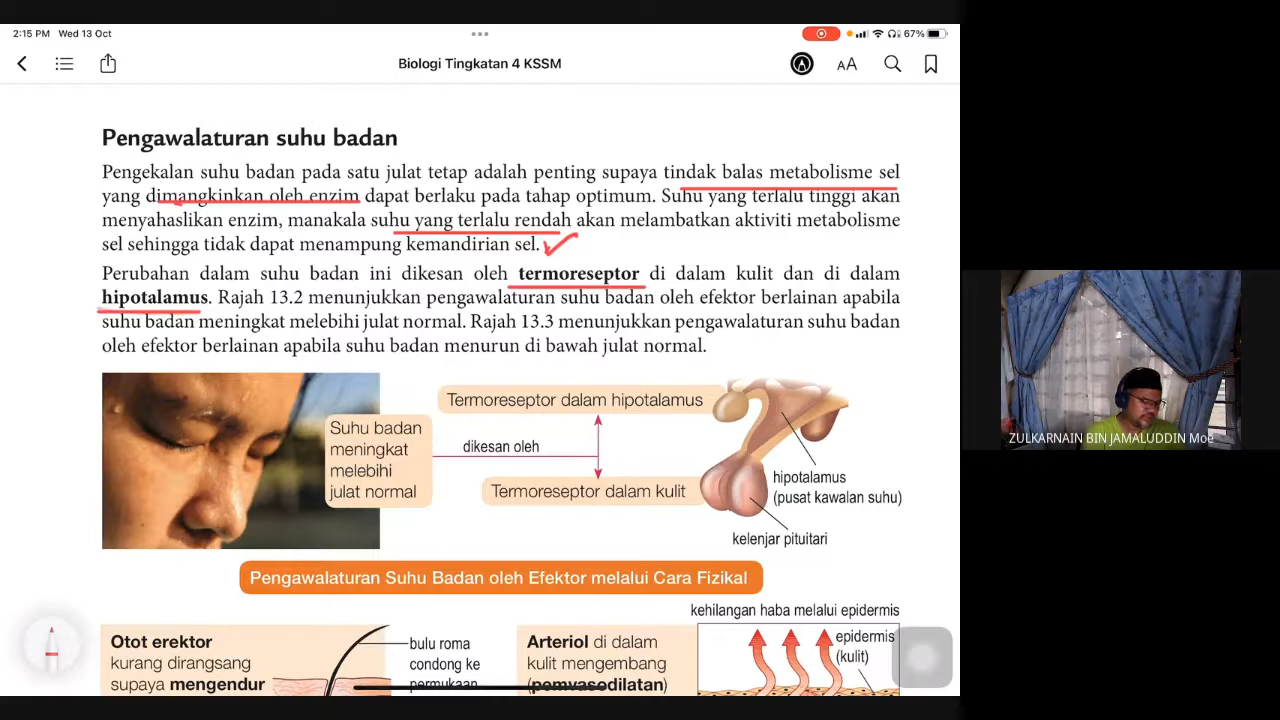 2:15 PM Wed 13 Oct
67%
Biologi Tingkatan 4 KSSM
AA
Pengawalaturan suhu badan
Pengekalan suhu badan pada satu julat tetap adalah penting supaya tindak balas metabolisme sel
yang dimangkinkan oleh enzim dapat berlaku pada tahap optimum. Suhu yang terlalu tinggi akan
menyahaslikan enzim, manakala suhu yang terlalu rendah akan melambatkan aktiviti metabolisme
sel sehingga tidak dapat menampung kemandirian sel.
Perubahan dalam suhu badan ini dikesan oleh termoreseptor di dalam kulit dan di dalam
hipotalamus. Rajah 13.2 menunjukkan pengawalaturan suhu badan oleh efektor berlainan apabila
suhu badan meningkat melebihi julat normal. Rajah 13.3 menunjukkan pengawalaturan suhu badan
oleh efektor berlainan apabila suhu badan menurun di bawah julat normal.
Suhu badan
meningkat
melebihi
julat normal
dikesan oleh
Termoreseptor dalam hipotalamus
Termoreseptor dalam kulit
hipotalamus
(pusat kawalan suhu)
kelenjar pituitari
Pengawalaturan Suhu Badan oleh Efektor melalui Cara Fizikal
Otot erektor
kurang dirangsang
supaya mengendur
bulu roma
condong ke
permukaan
Arteriol di dalam
kulit mengembang
(pemvasodilatan)
kehilangan haba melalui epidermis
epidermis
(kulit)
ZULKARNAIN BIN JAMALUDDIN Moe